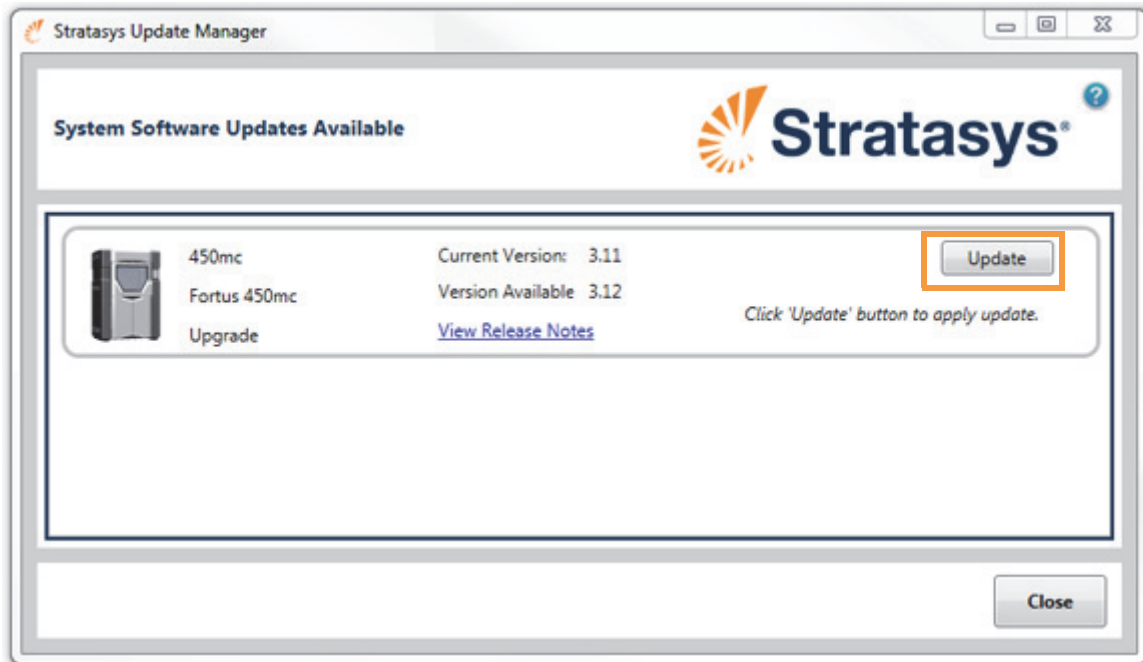 Stratasys Update Manager
System Software Updates Available
Stratasys®
?
450mc
Current Version: 3.11
Update
Fortus 450mc
Version Available 3.12
Click 'Update' button to apply update.
Upgrade
View Release Notes
Close